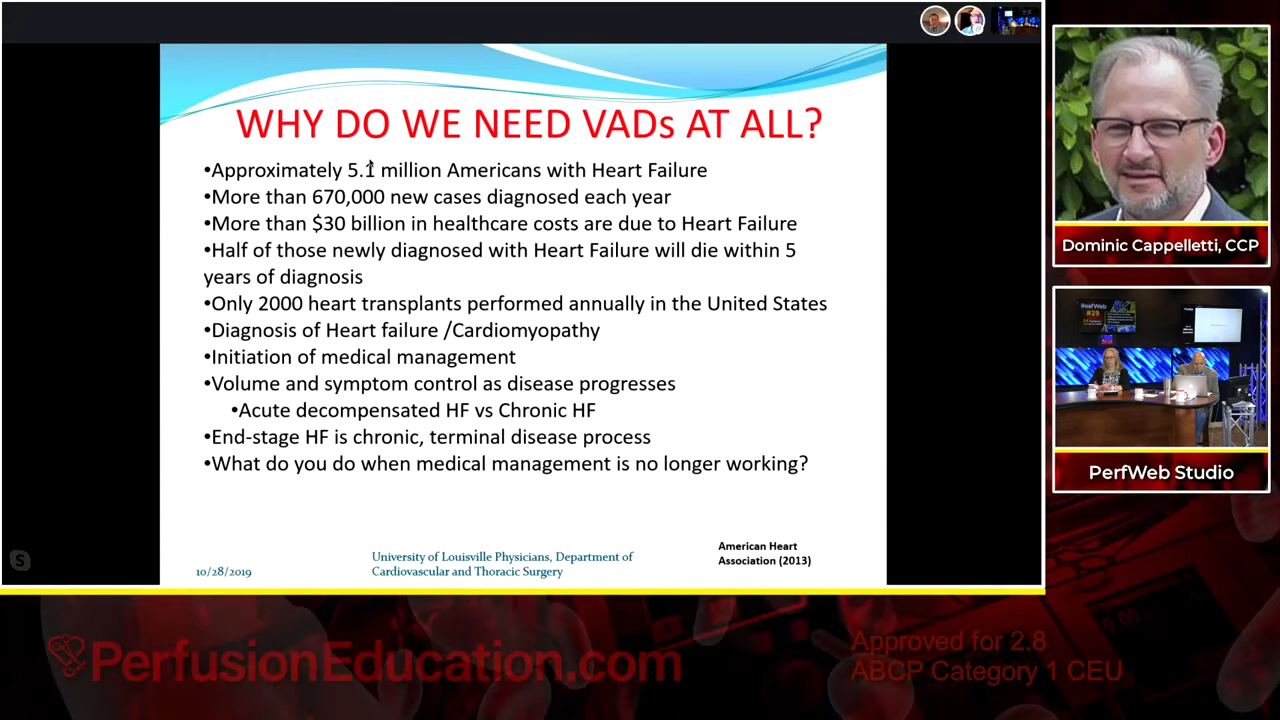 WHY DO WE NEED VADs AT ALL?
•Approximately 5.1 million Americans with Heart Failure
•More than 670,000 new cases diagnosed each year
•More than $30 billion in healthcare costs are due to Heart Failure
•Half of those newly diagnosed with Heart Failure will die within 5
years of diagnosis
•Only 2000 heart transplants performed annually in the United States
•Diagnosis of Heart failure /Cardiomyopathy
•Initiation of medical management
•Volume and symptom control as disease progresses
•Acute decompensated HF vs Chronic HF
•End-stage HF is chronic, terminal disease process
•What do you do when medical management is no longer working?
10/28/2019
University of Louisville Physicians, Department of
Cardiovascular and Thoracic Surgery
American Heart
Association (2013)
Dominic Cappelletti, CCP
PerfWeb
#29
PerfWeb Studio
PerfusionEducation.com
Approved for 2.8
ABCP Category 1 CEU